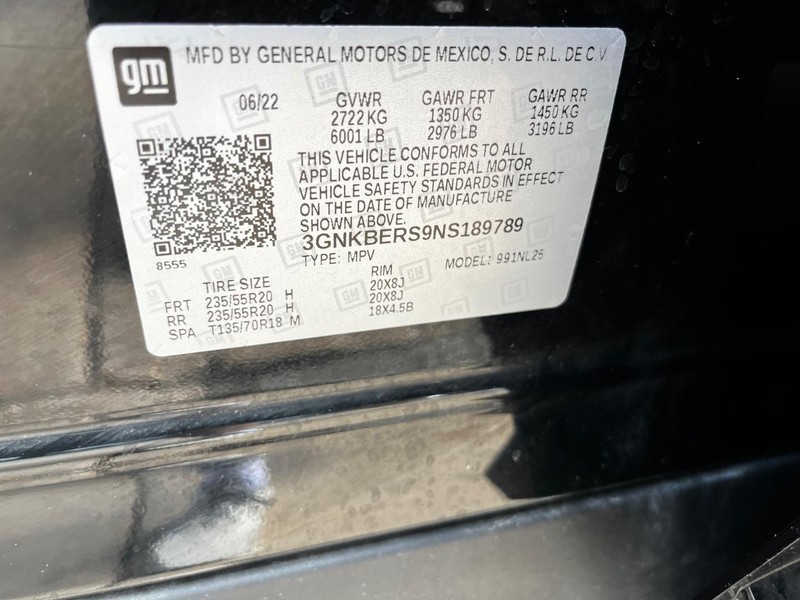 gm MFD BY GENERAL MOTORS DE MEXICO, S. DE R.L. DE C.V
06/22 GVWR GAWR FRT GAWR RR
2722 KG 1350 KG 1450 KG
6001 LB 2976 LB 3196 LB
THIS VEHICLE CONFORMS TO ALL
APPLICABLE U.S. FEDERAL MOTOR
VEHICLE SAFETY STANDARDS IN EFFECT
ON THE DATE OF MANUFACTURE
SHOWN ABOVE.
3GNKBERS9NS189789
8555 TYPE: MPV MODEL: 991NL26
TIRE SIZE RIM
FRT 235/55R20 H 20X8J
RR 235/55R20 H 20X8J
SPA T135/70R18 M 18X4.5B